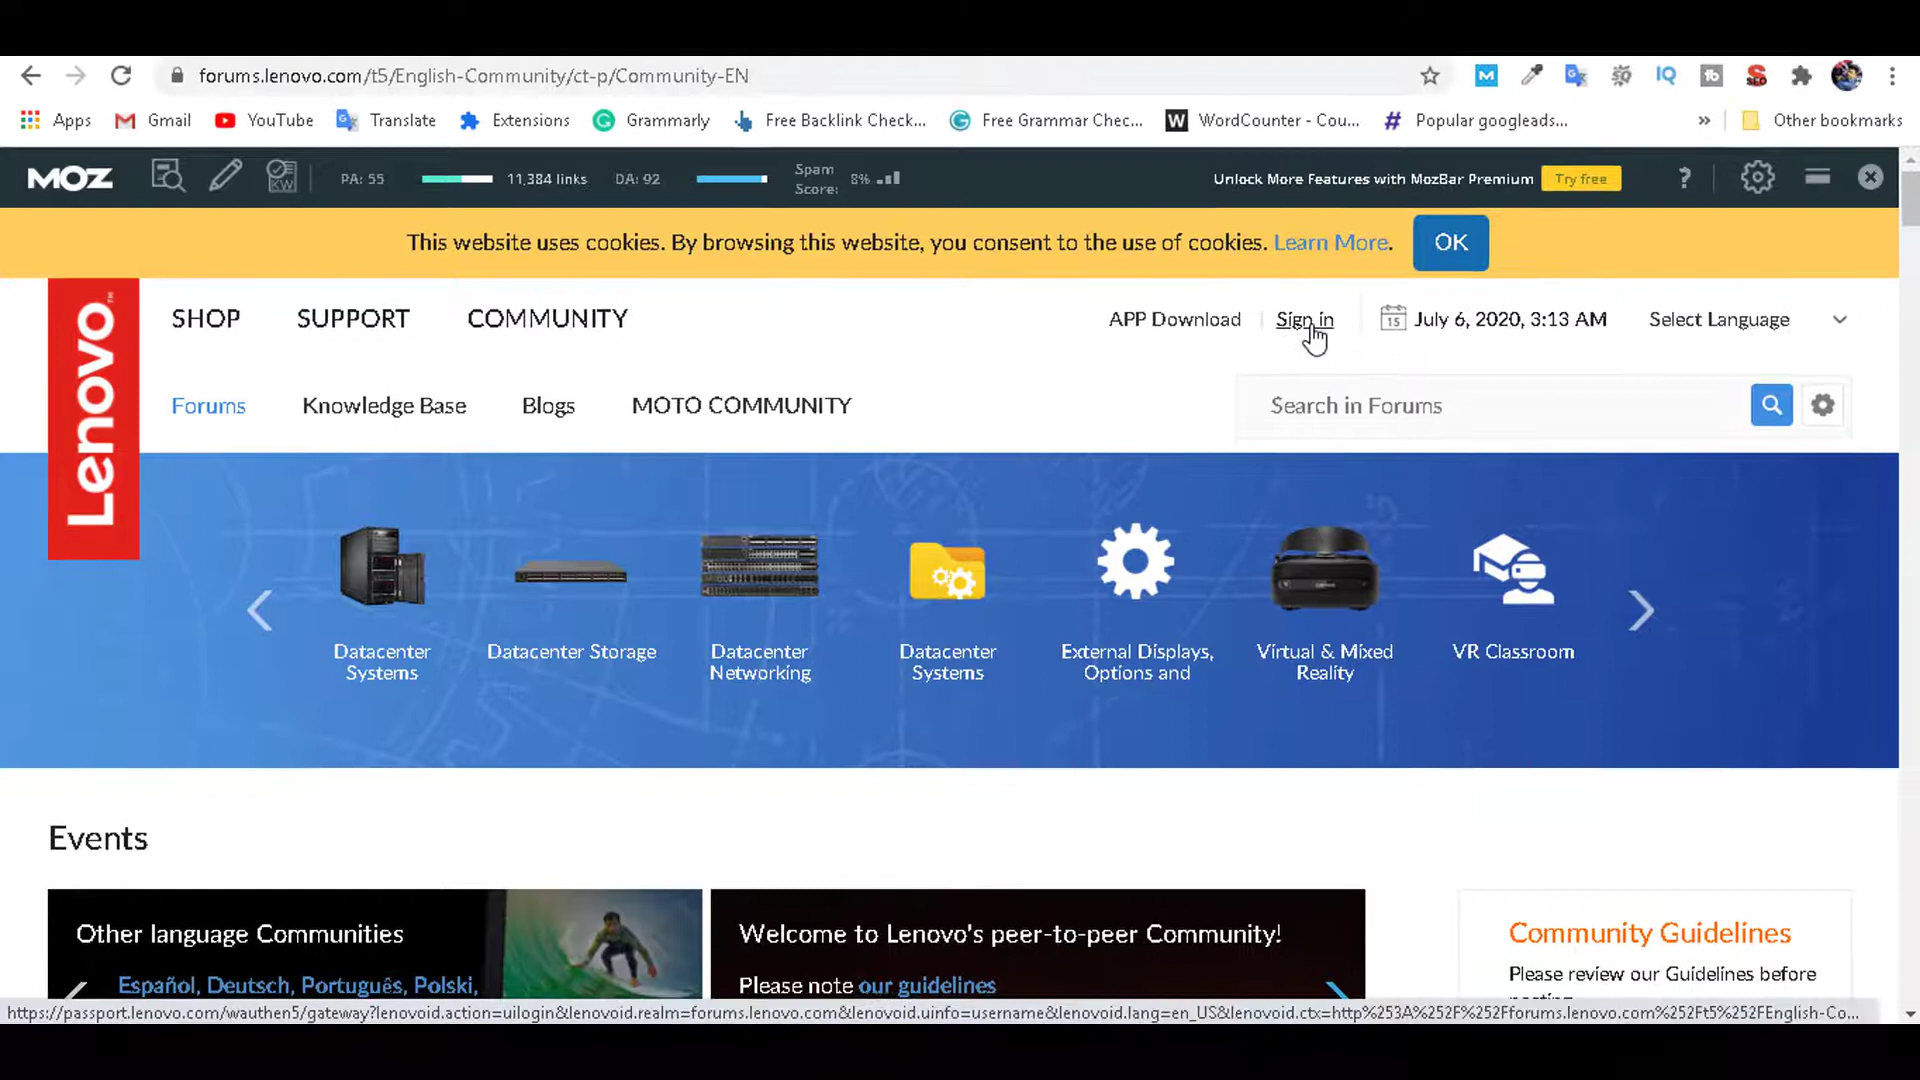 forums.lenovo.com/t5/English-Community/ct-p/Community-EN
Apps Gmail YouTube Translate Extensions Grammarly Free Backlink Check... Free Grammar Chec... WordCounter - Cou... Popular googleads... » Other bookmarks
MOZ PA: 55 11,384 links DA: 92 Spam Score: 8% Unlock More Features with MozBar Premium Try free ?
This website uses cookies. By browsing this website, you consent to the use of cookies. Learn More. OK
Lenovo™
SHOP SUPPORT COMMUNITY APP Download Sign in 15 July 6, 2020, 3:13 AM Select Language
Forums Knowledge Base Blogs MOTO COMMUNITY Search in Forums
Datacenter Systems
Datacenter Storage
Datacenter Networking
Datacenter Systems
External Displays, Options and
Virtual & Mixed Reality
VR Classroom
Events
Other language Communities
Español, Deutsch, Português, Polski,
Welcome to Lenovo's peer-to-peer Community!
Please note our guidelines
Community Guidelines
Please review our Guidelines before
https://passport.lenovo.com/wauthen5/gateway?lenovoid.action=uilogin&lenovoid.realm=forums.lenovo.com&lenovoid.uinfo=username&lenovoid.lang=en_US&lenovoid.ctx=http%253A%252F%252Fforums.lenovo.com%252Ft5%252FEnglish-Co...